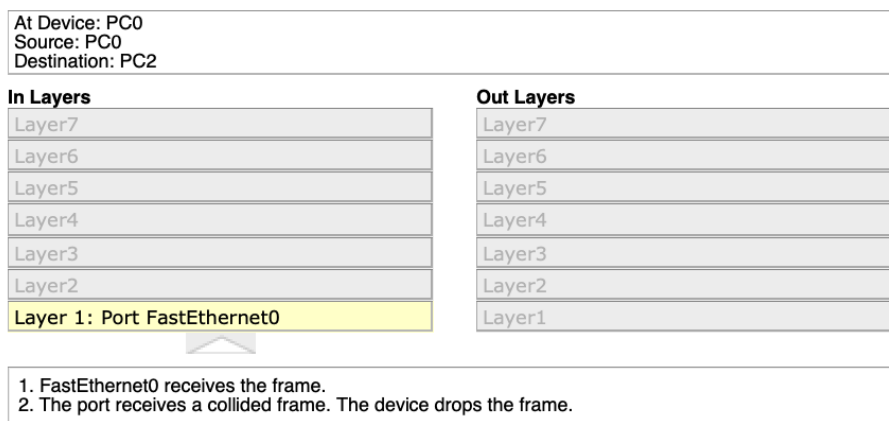 At Device: PC0
Source: PC0
Destination: PC2
In Layers
Layer7
Layer6
Layer5
Layer4
Layer3
Layer2
Layer 1: Port FastEthernet0
Out Layers
Layer7
Layer6
Layer5
Layer4
Layer3
Layer2
Layer1
1. FastEthernet0 receives the frame.
2. The port receives a collided frame. The device drops the frame.